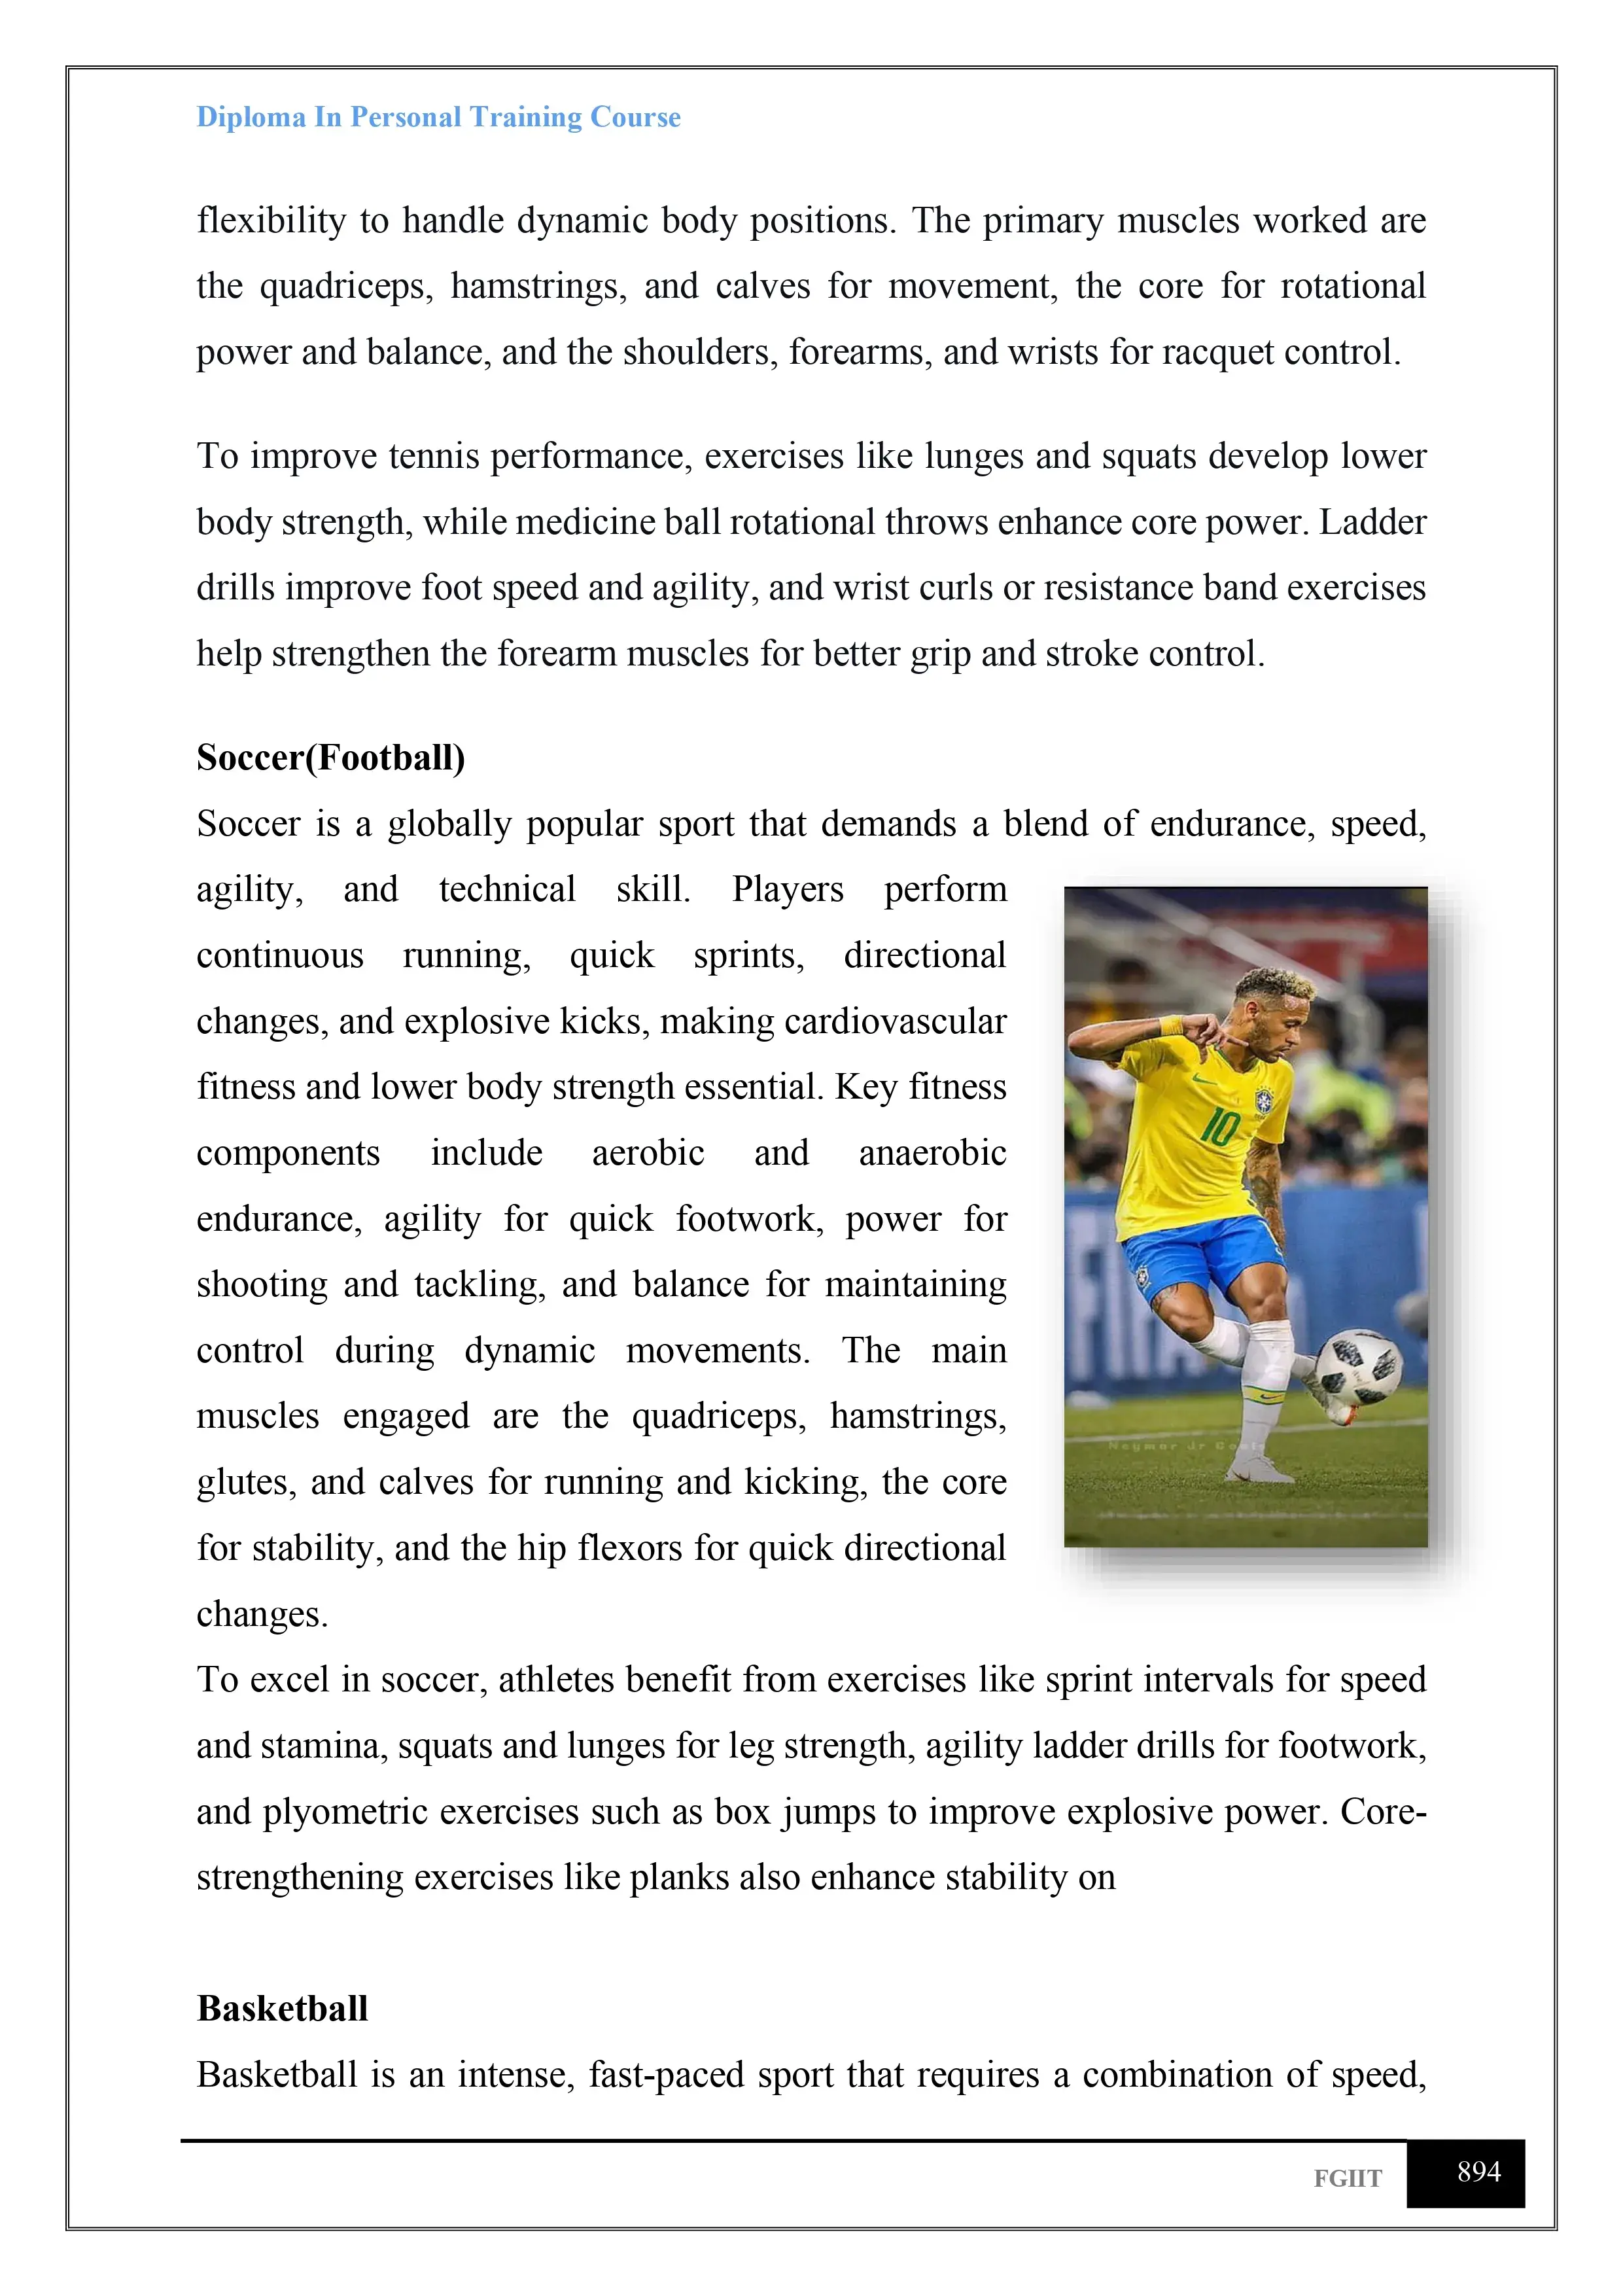 Diploma In Personal Training Course
flexibility to handle dynamic body positions. The primary muscles worked are
the quadriceps, hamstrings, and calves for movement, the core for rotational
power and balance, and the shoulders, forearms, and wrists for racquet control.
To improve tennis performance, exercises like lunges and squats develop lower
body strength, while medicine ball rotational throws enhance core power. Ladder
drills improve foot speed and agility, and wrist curls or resistance band exercises
help strengthen the forearm muscles for better grip and stroke control.
Soccer(Football)
Soccer is a globally popular sport that demands a blend of endurance, speed,
agility, and technical skill. Players perform
continuous running, quick sprints, directional
changes, and explosive kicks, making cardiovascular
fitness and lower body strength essential. Key fitness
components include aerobic and anaerobic
endurance, agility for quick footwork, power for
shooting and tackling, and balance for maintaining
control during dynamic movements. The main
muscles engaged are the quadriceps, hamstrings,
glutes, and calves for running and kicking, the core
for stability, and the hip flexors for quick directional
changes.
10
Neymar Jr
To excel in soccer, athletes benefit from exercises like sprint intervals for speed
and stamina, squats and lunges for leg strength, agility ladder drills for footwork,
and plyometric exercises such as box jumps to improve explosive power. Core-
strengthening exercises like planks also enhance stability on
Basketball
Basketball is an intense, fast-paced sport that requires a combination of speed,
FGIIT
894